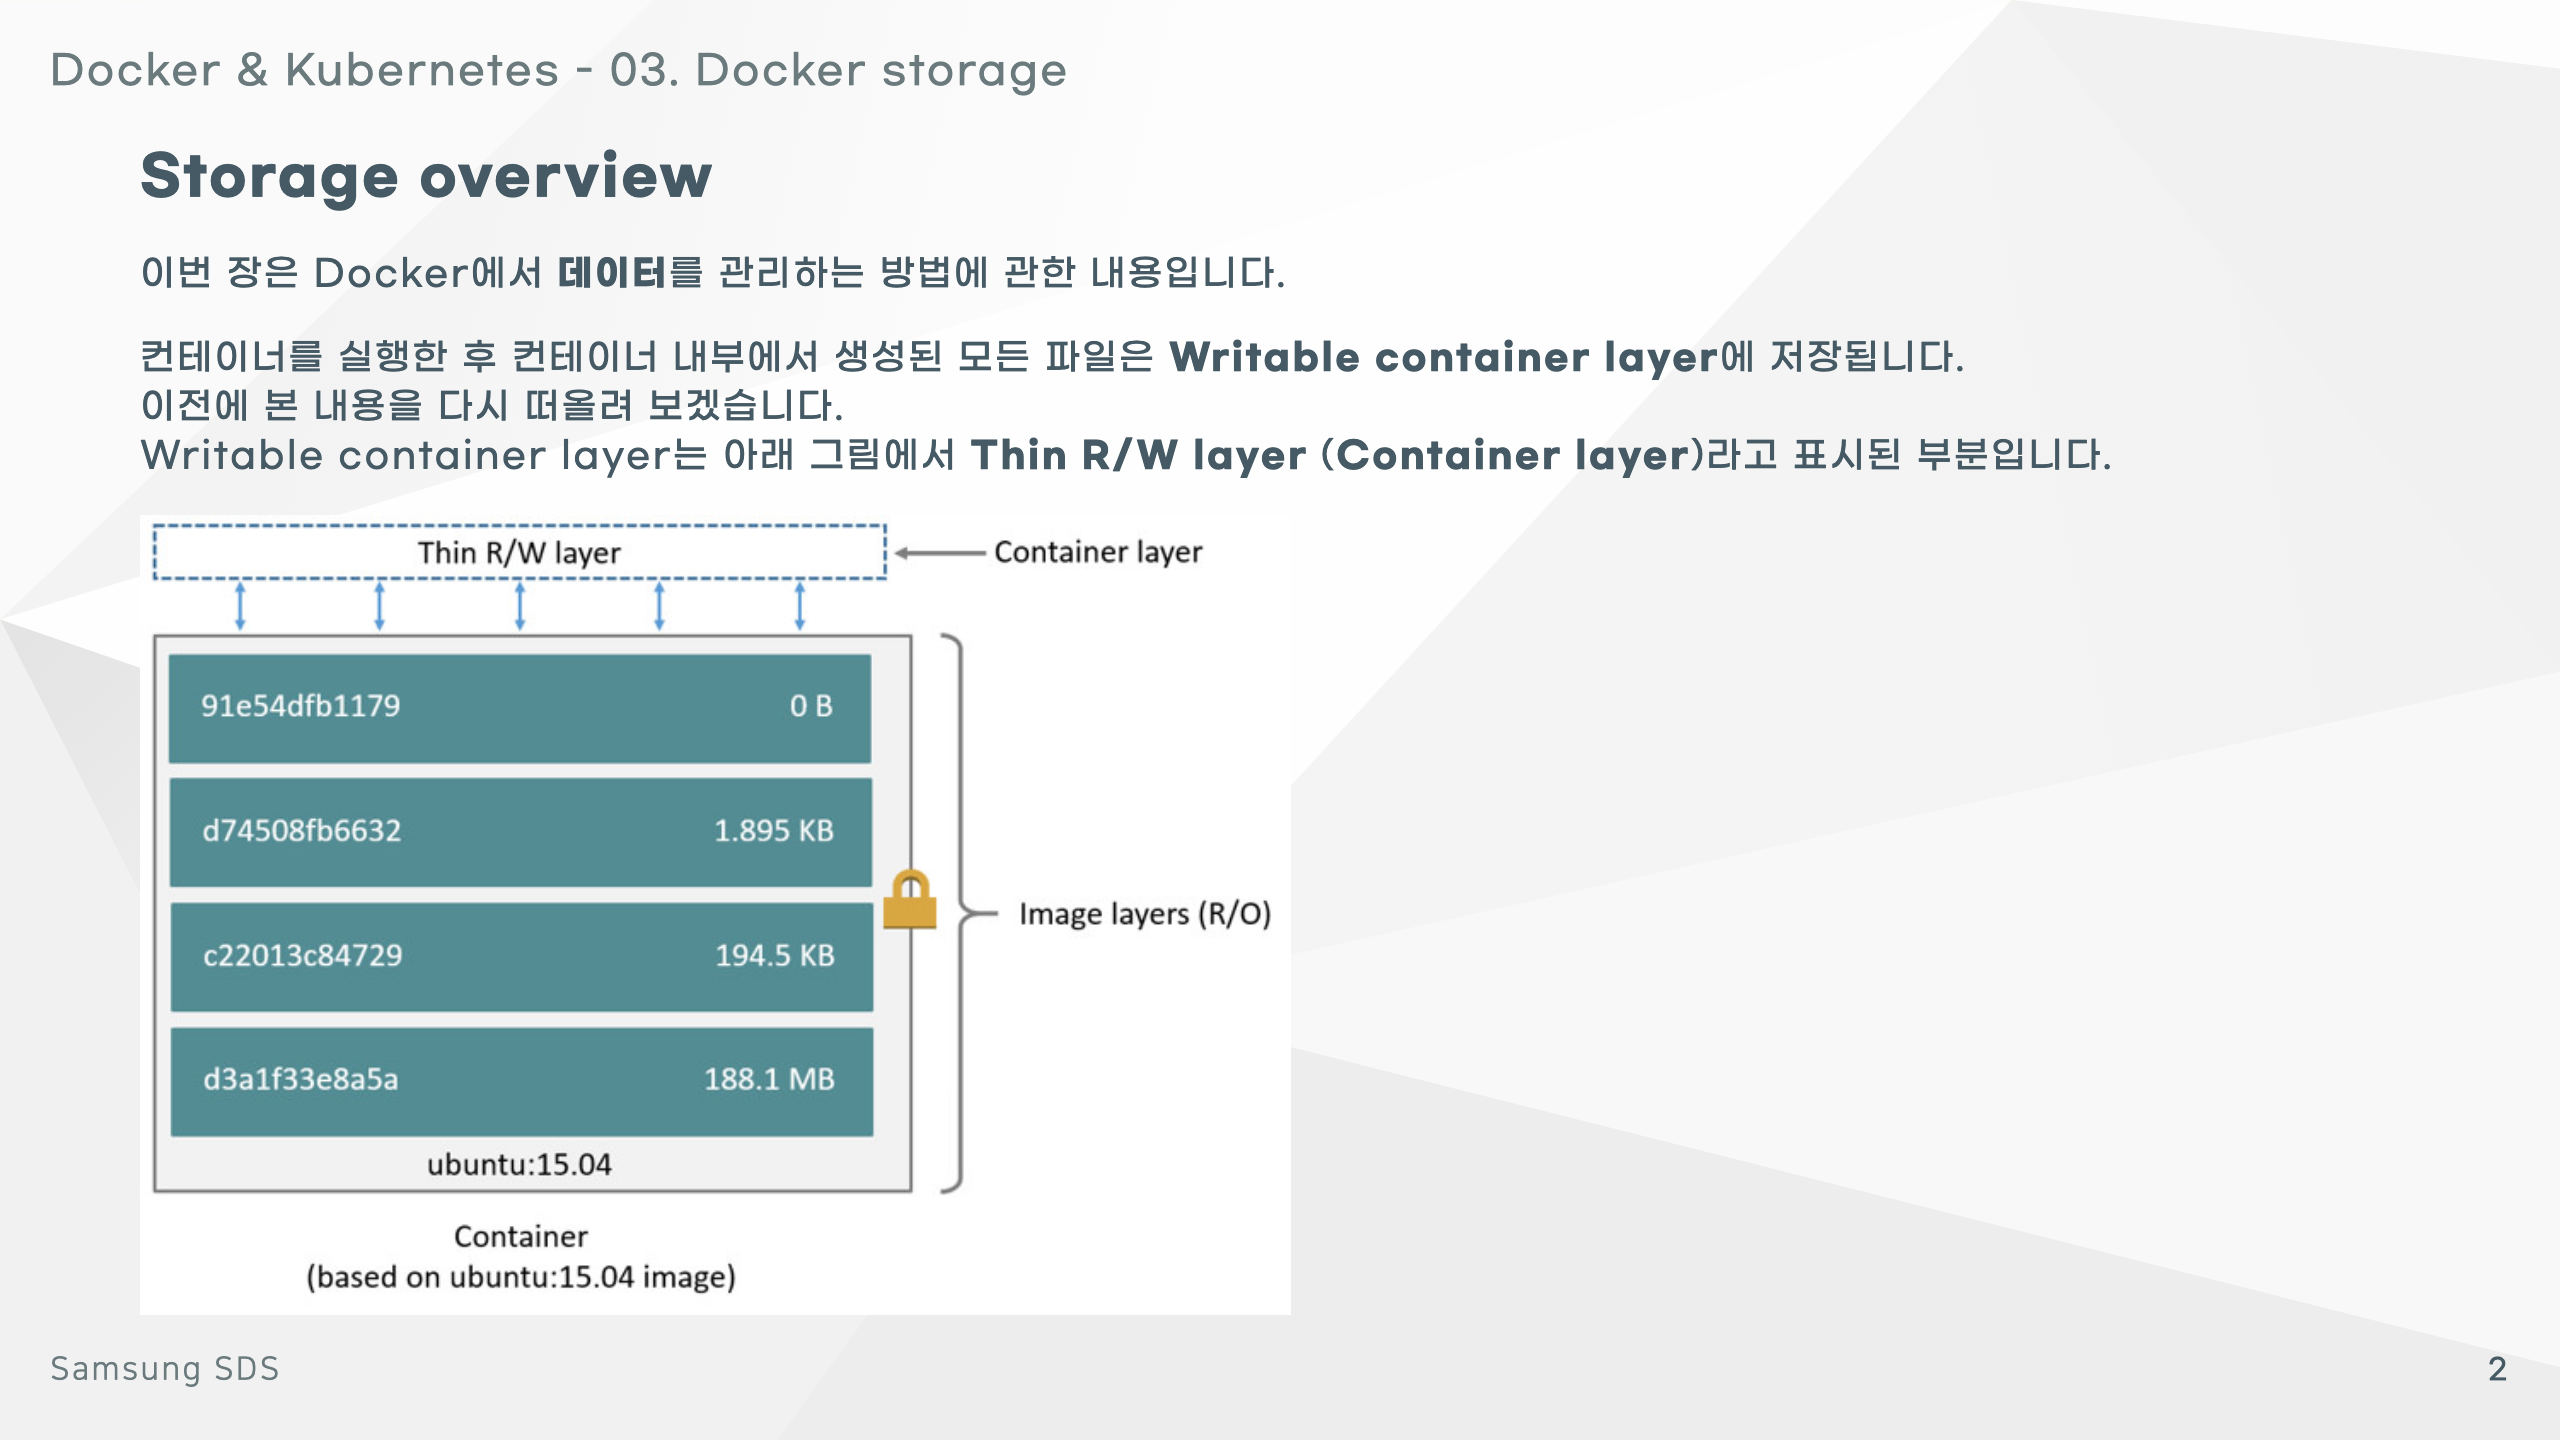 Docker & Kubernetes - 03. Docker storage
Storage overview
이번 장은 Docker에서 데이터를 관리하는 방법에 관한 내용입니다.
컨테이너를 실행한 후 컨테이너 내부에서 생성된 모든 파일은 Writable container layer에 저장됩니다.
이전에 본 내용을 다시 떠올려 보겠습니다.
Writable container layer는 아래 그림에서 Thin R/W layer (Container layer)라고 표시된 부분입니다.
Thin R/W layer
Container layer
91e54dfb1179 0 B
d74508fb6632 1.895 KB
c22013c84729 194.5 KB
Image layers (R/O)
d3a1f33e8a5a 188.1 MB
ubuntu:15.04
Container
(based on ubuntu:15.04 image)
Samsung SDS
2